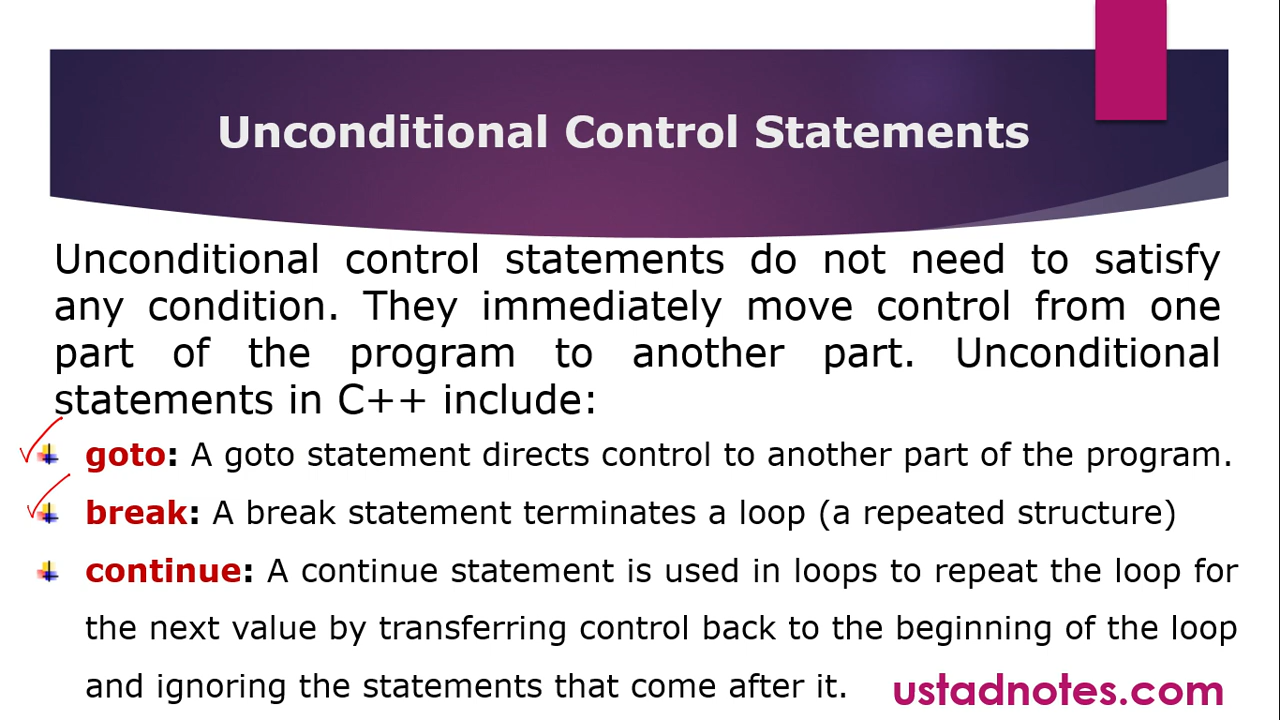 Unconditional Control Statements
Unconditional control statements do not need to satisfy
any condition. They immediately move control from one
part of the program to another part. Unconditional
statements in C++ include:
goto: A goto statement directs control to another part of the program.
break: A break statement terminates a loop (a repeated structure)
continue: A continue statement is used in loops to repeat the loop for
the next value by transferring control back to the beginning of the loop
and ignoring the statements that come after it.
ustadnotes.com